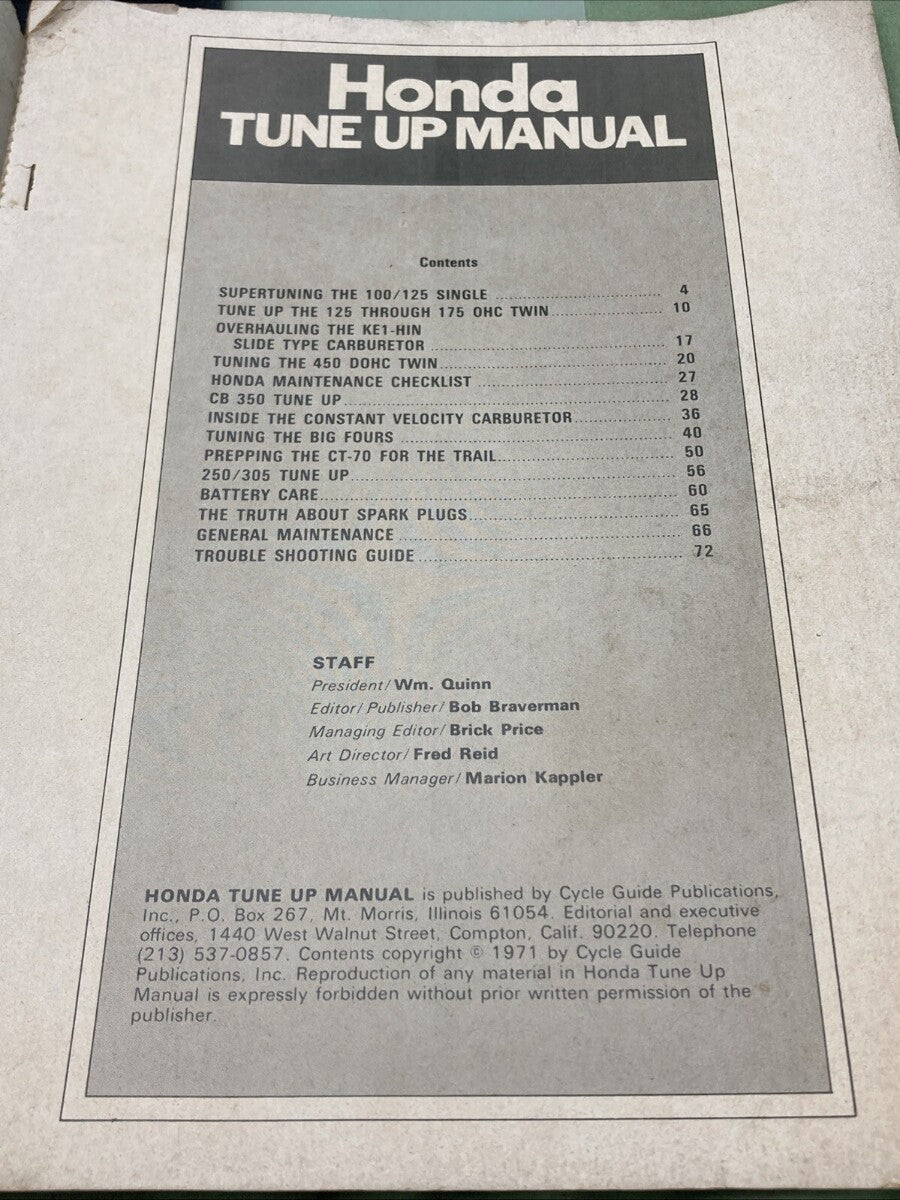 Honda
TUNE UP MANUAL
Contents
SUPERTUNING THE 100/125 SINGLE ........ 4
TUNE UP THE 125 THROUGH 175 OHC TWIN ........ 10
OVERHAULING THE KE1-HIN
SLIDE TYPE CARBURETOR ........ 17
TUNING THE 450 DOHC TWIN ........ 20
HONDA MAINTENANCE CHECKLIST ........ 27
CB 350 TUNE UP ........ 28
INSIDE THE CONSTANT VELOCITY CARBURETOR ........ 36
TUNING THE BIG FOURS ........ 40
PREPPING THE CT-70 FOR THE TRAIL ........ 50
250/305 TUNE UP ........ 56
BATTERY CARE ........ 60
THE TRUTH ABOUT SPARK PLUGS ........ 65
GENERAL MAINTENANCE ........ 66
TROUBLE SHOOTING GUIDE ........ 72
STAFF
President/Wm. Quinn
Editor/Publisher/Bob Braverman
Managing Editor/Brick Price
Art Director/Fred Reid
Business Manager/Marion Kappler
HONDA TUNE UP MANUAL is published by Cycle Guide Publications,
Inc., P.O. Box 267, Mt. Morris, Illinois 61054. Editorial and executive
offices, 1440 West Walnut Street, Compton, Calif. 90220. Telephone
(213) 537-0857. Contents copyright © 1971 by Cycle Guide
Publications, Inc. Reproduction of any material in Honda Tune Up
Manual is expressly forbidden without prior written permission of the
publisher.